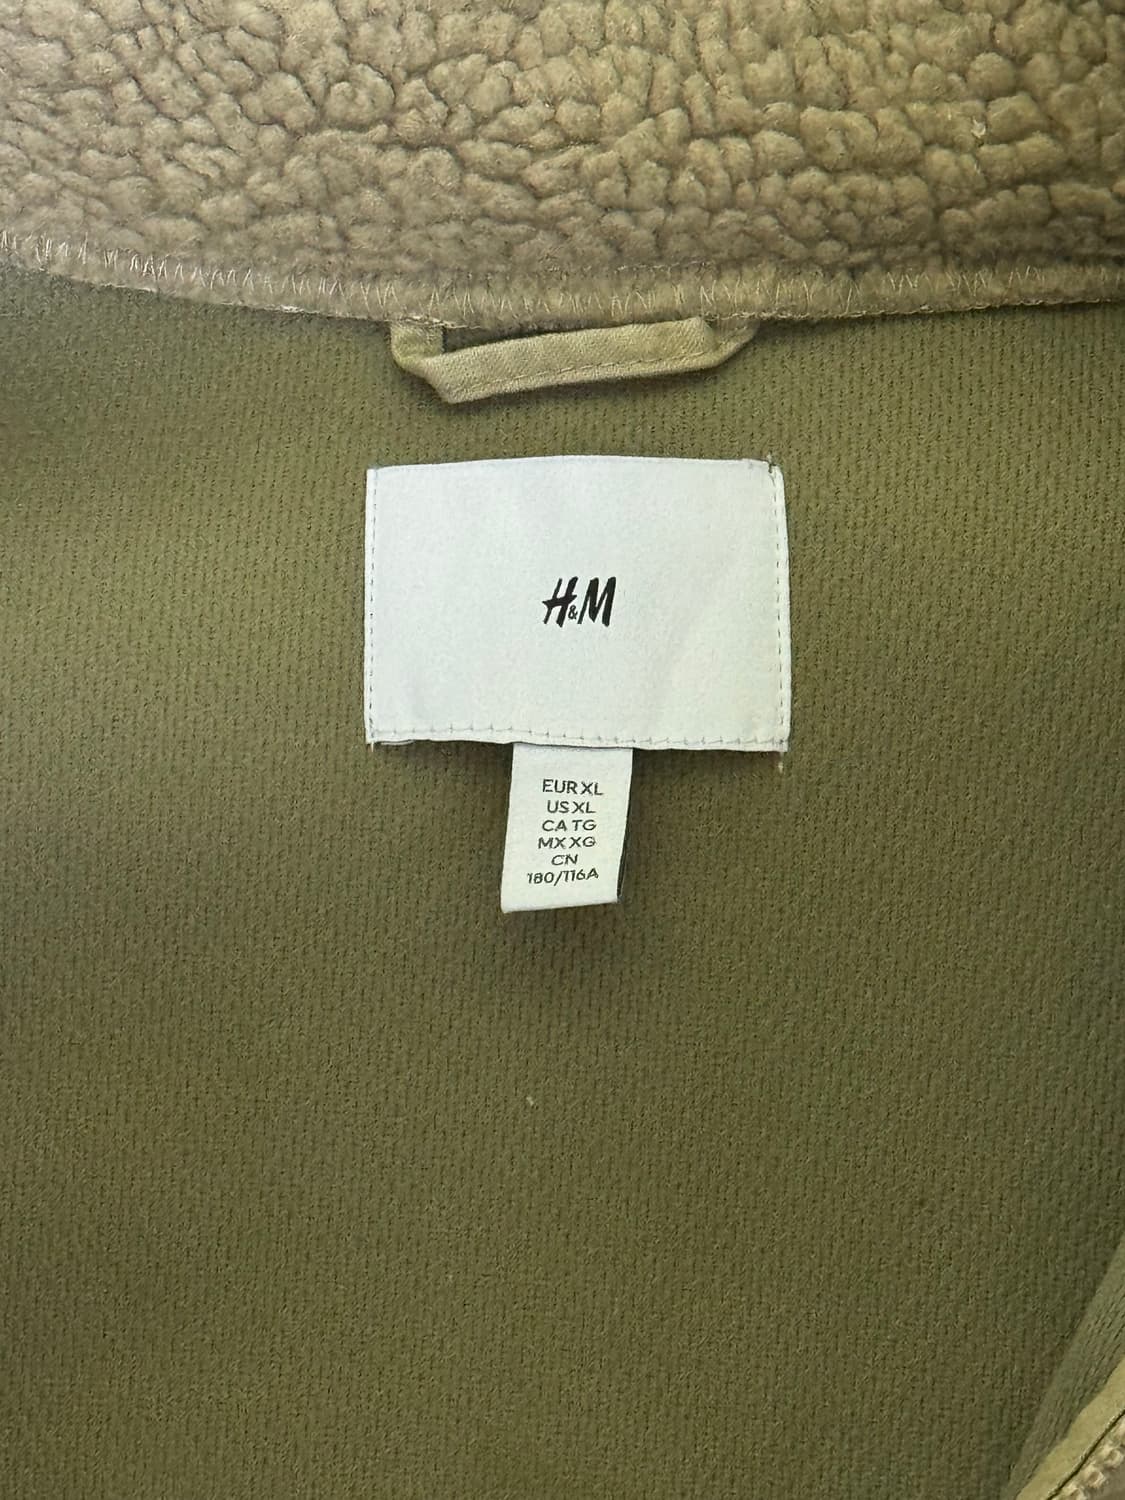 H&M
EUR XL
US XL
CA TG
MX XG
CN
180/116A